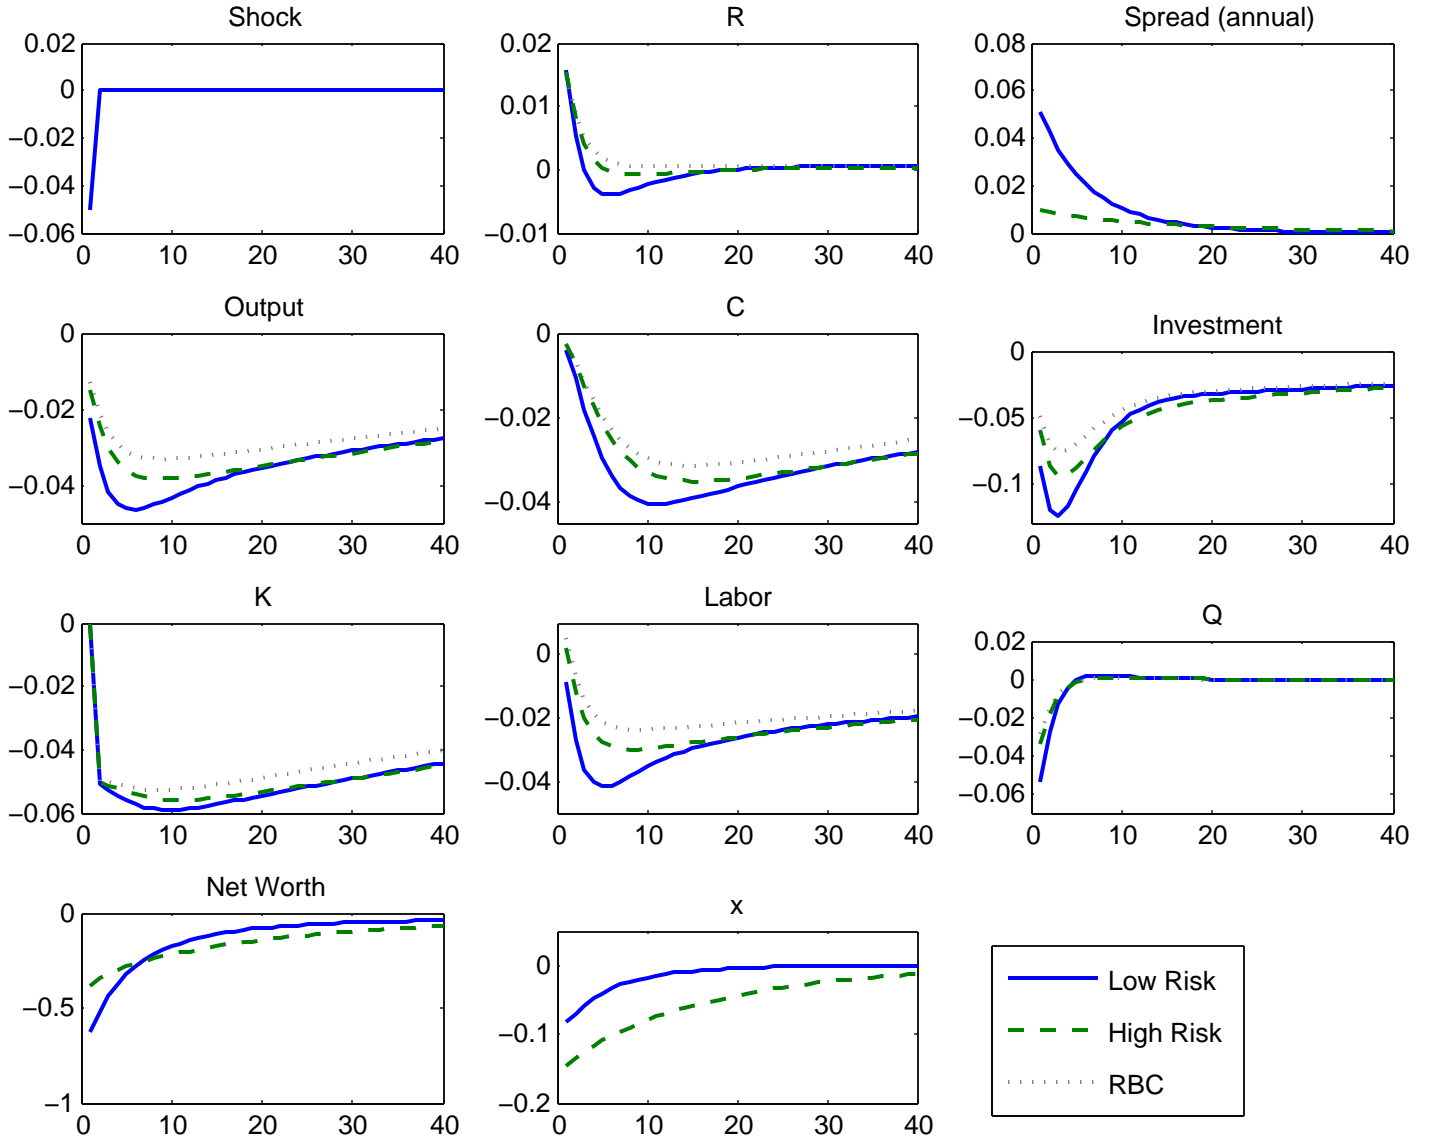 Shock
0.02
0
−0.02
−0.04
−0.06
0 10 20 30 40
R
0.02
0.01
0
−0.01
0 10 20 30 40
Spread (annual)
0.08
0.06
0.04
0.02
0
0 10 20 30 40
Output
0
−0.02
−0.04
0 10 20 30 40
C
0
−0.02
−0.04
0 10 20 30 40
Investment
0
−0.05
−0.1
0 10 20 30 40
K
0
−0.02
−0.04
−0.06
0 10 20 30 40
Labor
0
−0.02
−0.04
0 10 20 30 40
Q
0.02
0
−0.02
−0.04
−0.06
0 10 20 30 40
Net Worth
0
−0.5
−1
0 10 20 30 40
x
0
−0.1
−0.2
0 10 20 30 40
Low Risk
High Risk
RBC